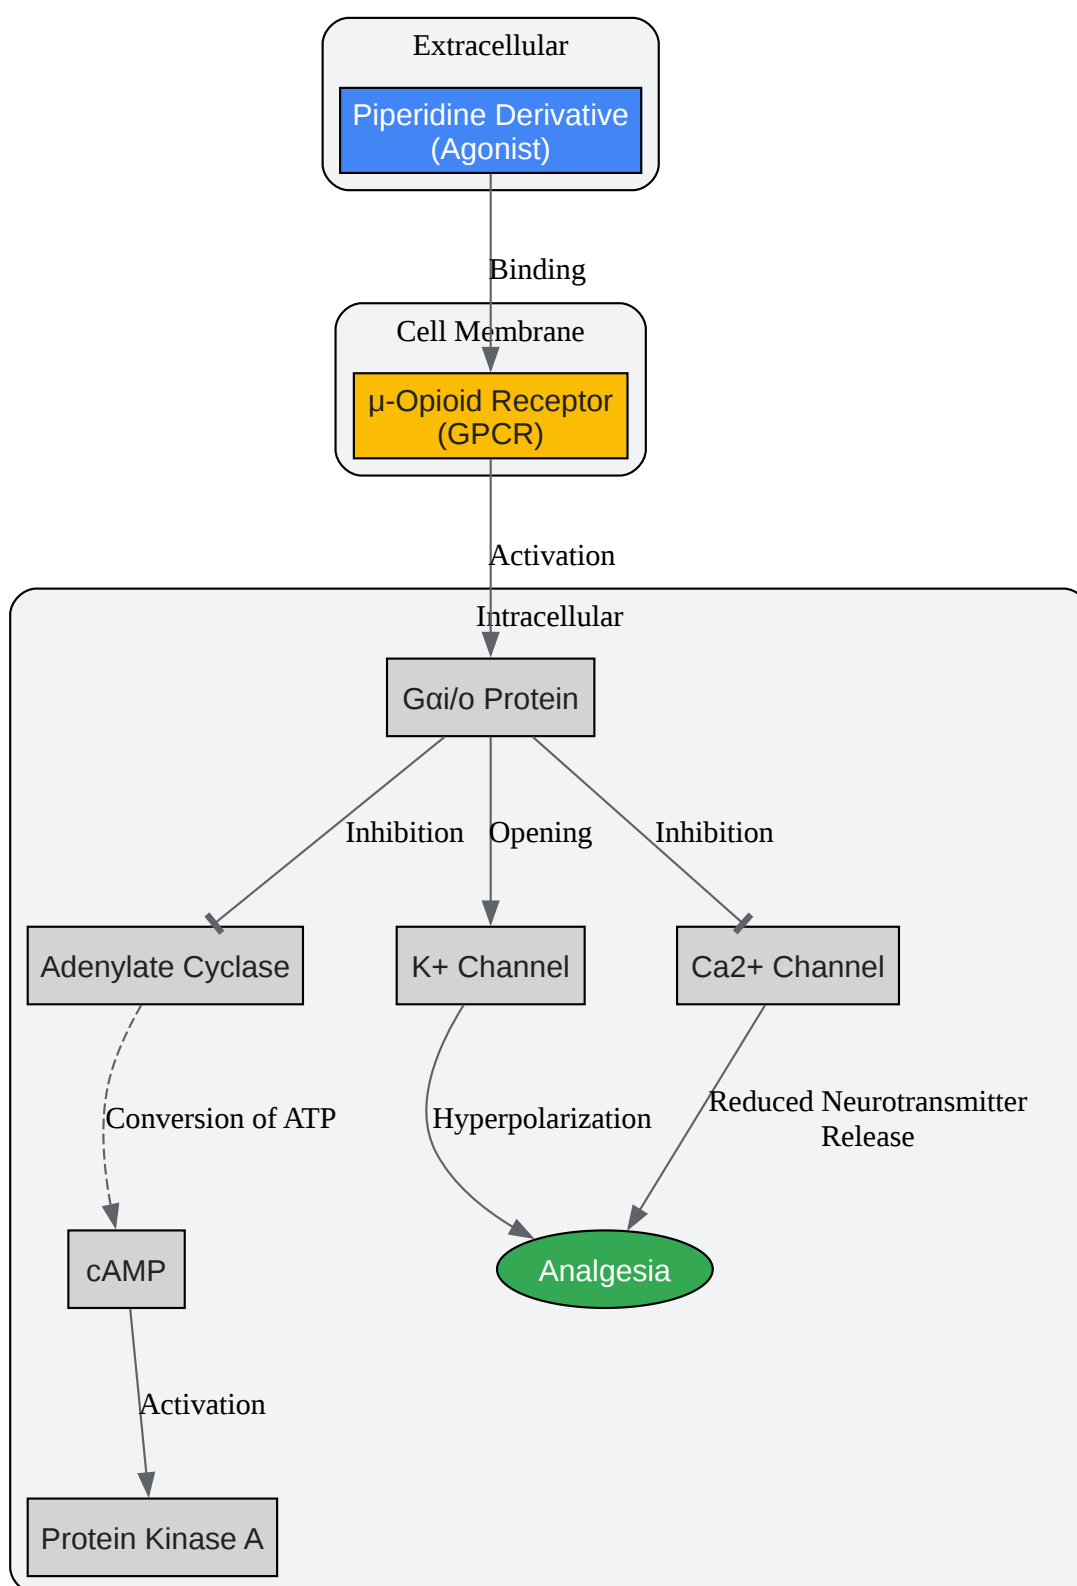 Extracellular
Piperidine Derivative
(Agonist)
Binding
Cell Membrane
μ-Opioid Receptor
(GPCR)
Activation
Intracellular
Gαi/o Protein
Inhibition
Opening
Inhibition
Adenylate Cyclase
K+ Channel
Ca2+ Channel
Conversion of ATP
Hyperpolarization
Reduced Neurotransmitter
Release
cAMP
Analgesia
Activation
Protein Kinase A